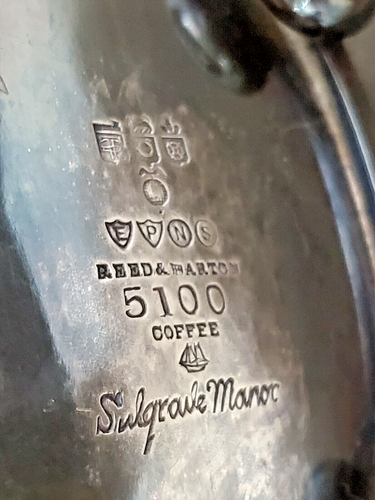 E P N S
REED & BARTON
5100
COFFEE
Sulgrave Manor